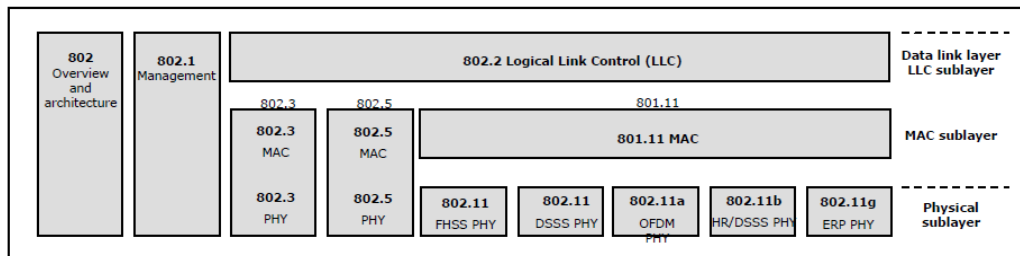 802
Overview
and
architecture
802.1
Management
802.2 Logical Link Control (LLC)
Data link layer
LLC sublayer
802.3
802.5
801.11
802.3
MAC
802.5
MAC
801.11 MAC
MAC sublayer
802.3
PHY
802.5
PHY
802.11
FHSS PHY
802.11
DSSS PHY
802.11a
OFDM
PHY
802.11b
HR/DSSS PHY
802.11g
ERP PHY
Physical
sublayer